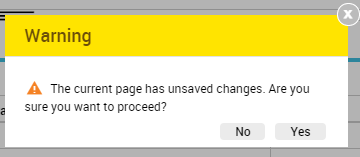 Warning
The current page has unsaved changes. Are you
sure you want to proceed?
No Yes